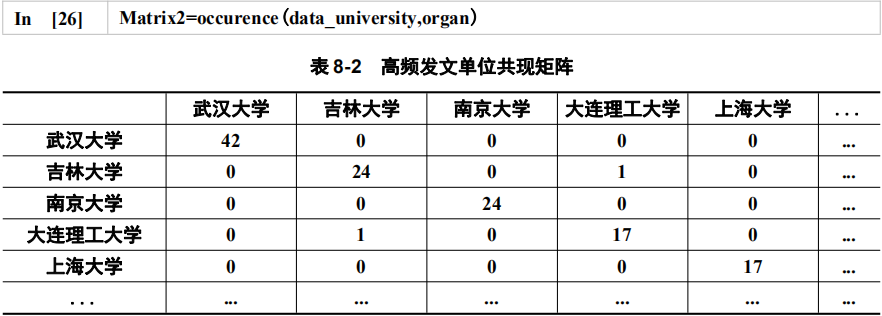 In [26] Matrix2=occurence(data_university,organ)
表 8-2 高频发文单位共现矩阵
武汉大学 吉林大学 南京大学 大连理工大学 上海大学 ...
武汉大学 42 0 0 0 0 ...
吉林大学 0 24 0 1 0 ...
南京大学 0 0 24 0 0 ...
大连理工大学 0 1 0 17 0 ...
上海大学 0 0 0 0 17 ...
... ... ... ... ... ... ...